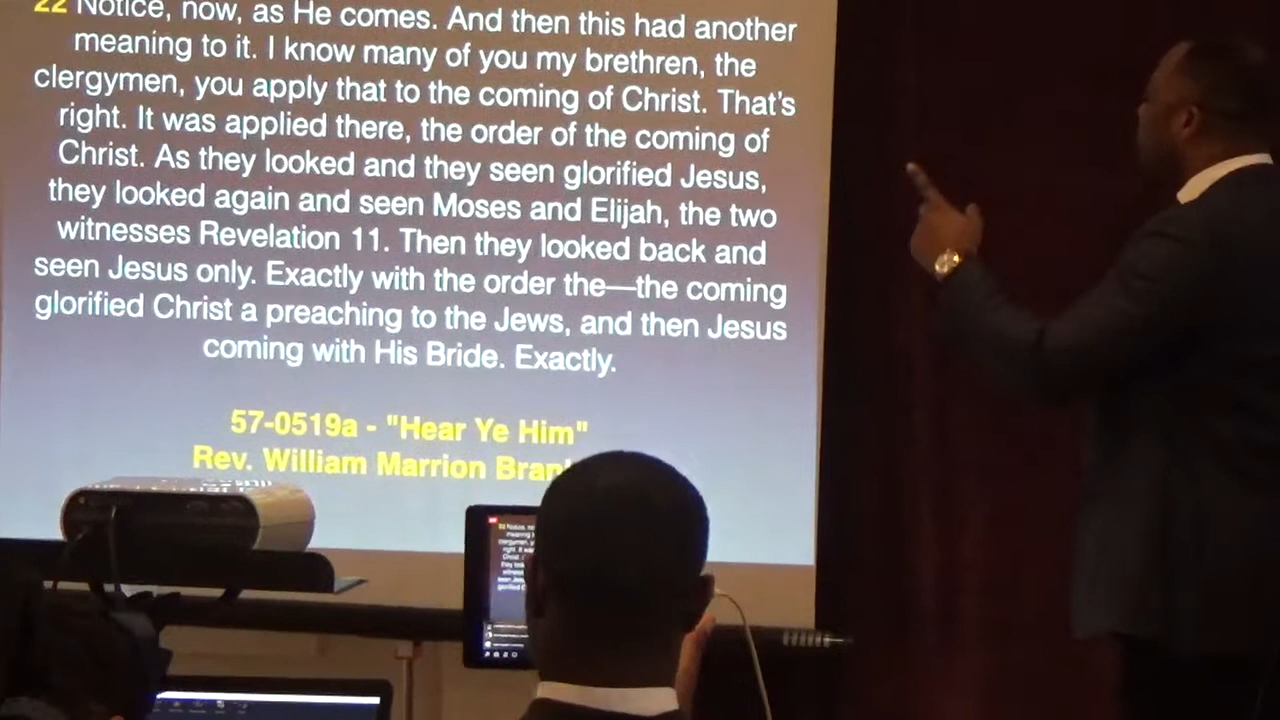 22 Notice, now, as He comes. And then this had another
meaning to it. I know many of you my brethren, the
clergymen, you apply that to the coming of Christ. That's
right. It was applied there, the order of the coming of
Christ. As they looked and they seen glorified Jesus,
they looked again and seen Moses and Elijah, the two
witnesses Revelation 11. Then they looked back and
seen Jesus only. Exactly with the order the—the coming
glorified Christ a preaching to the Jews, and then Jesus
coming with His Bride. Exactly.
57-0519a - "Hear Ye Him"
Rev. William Marrion